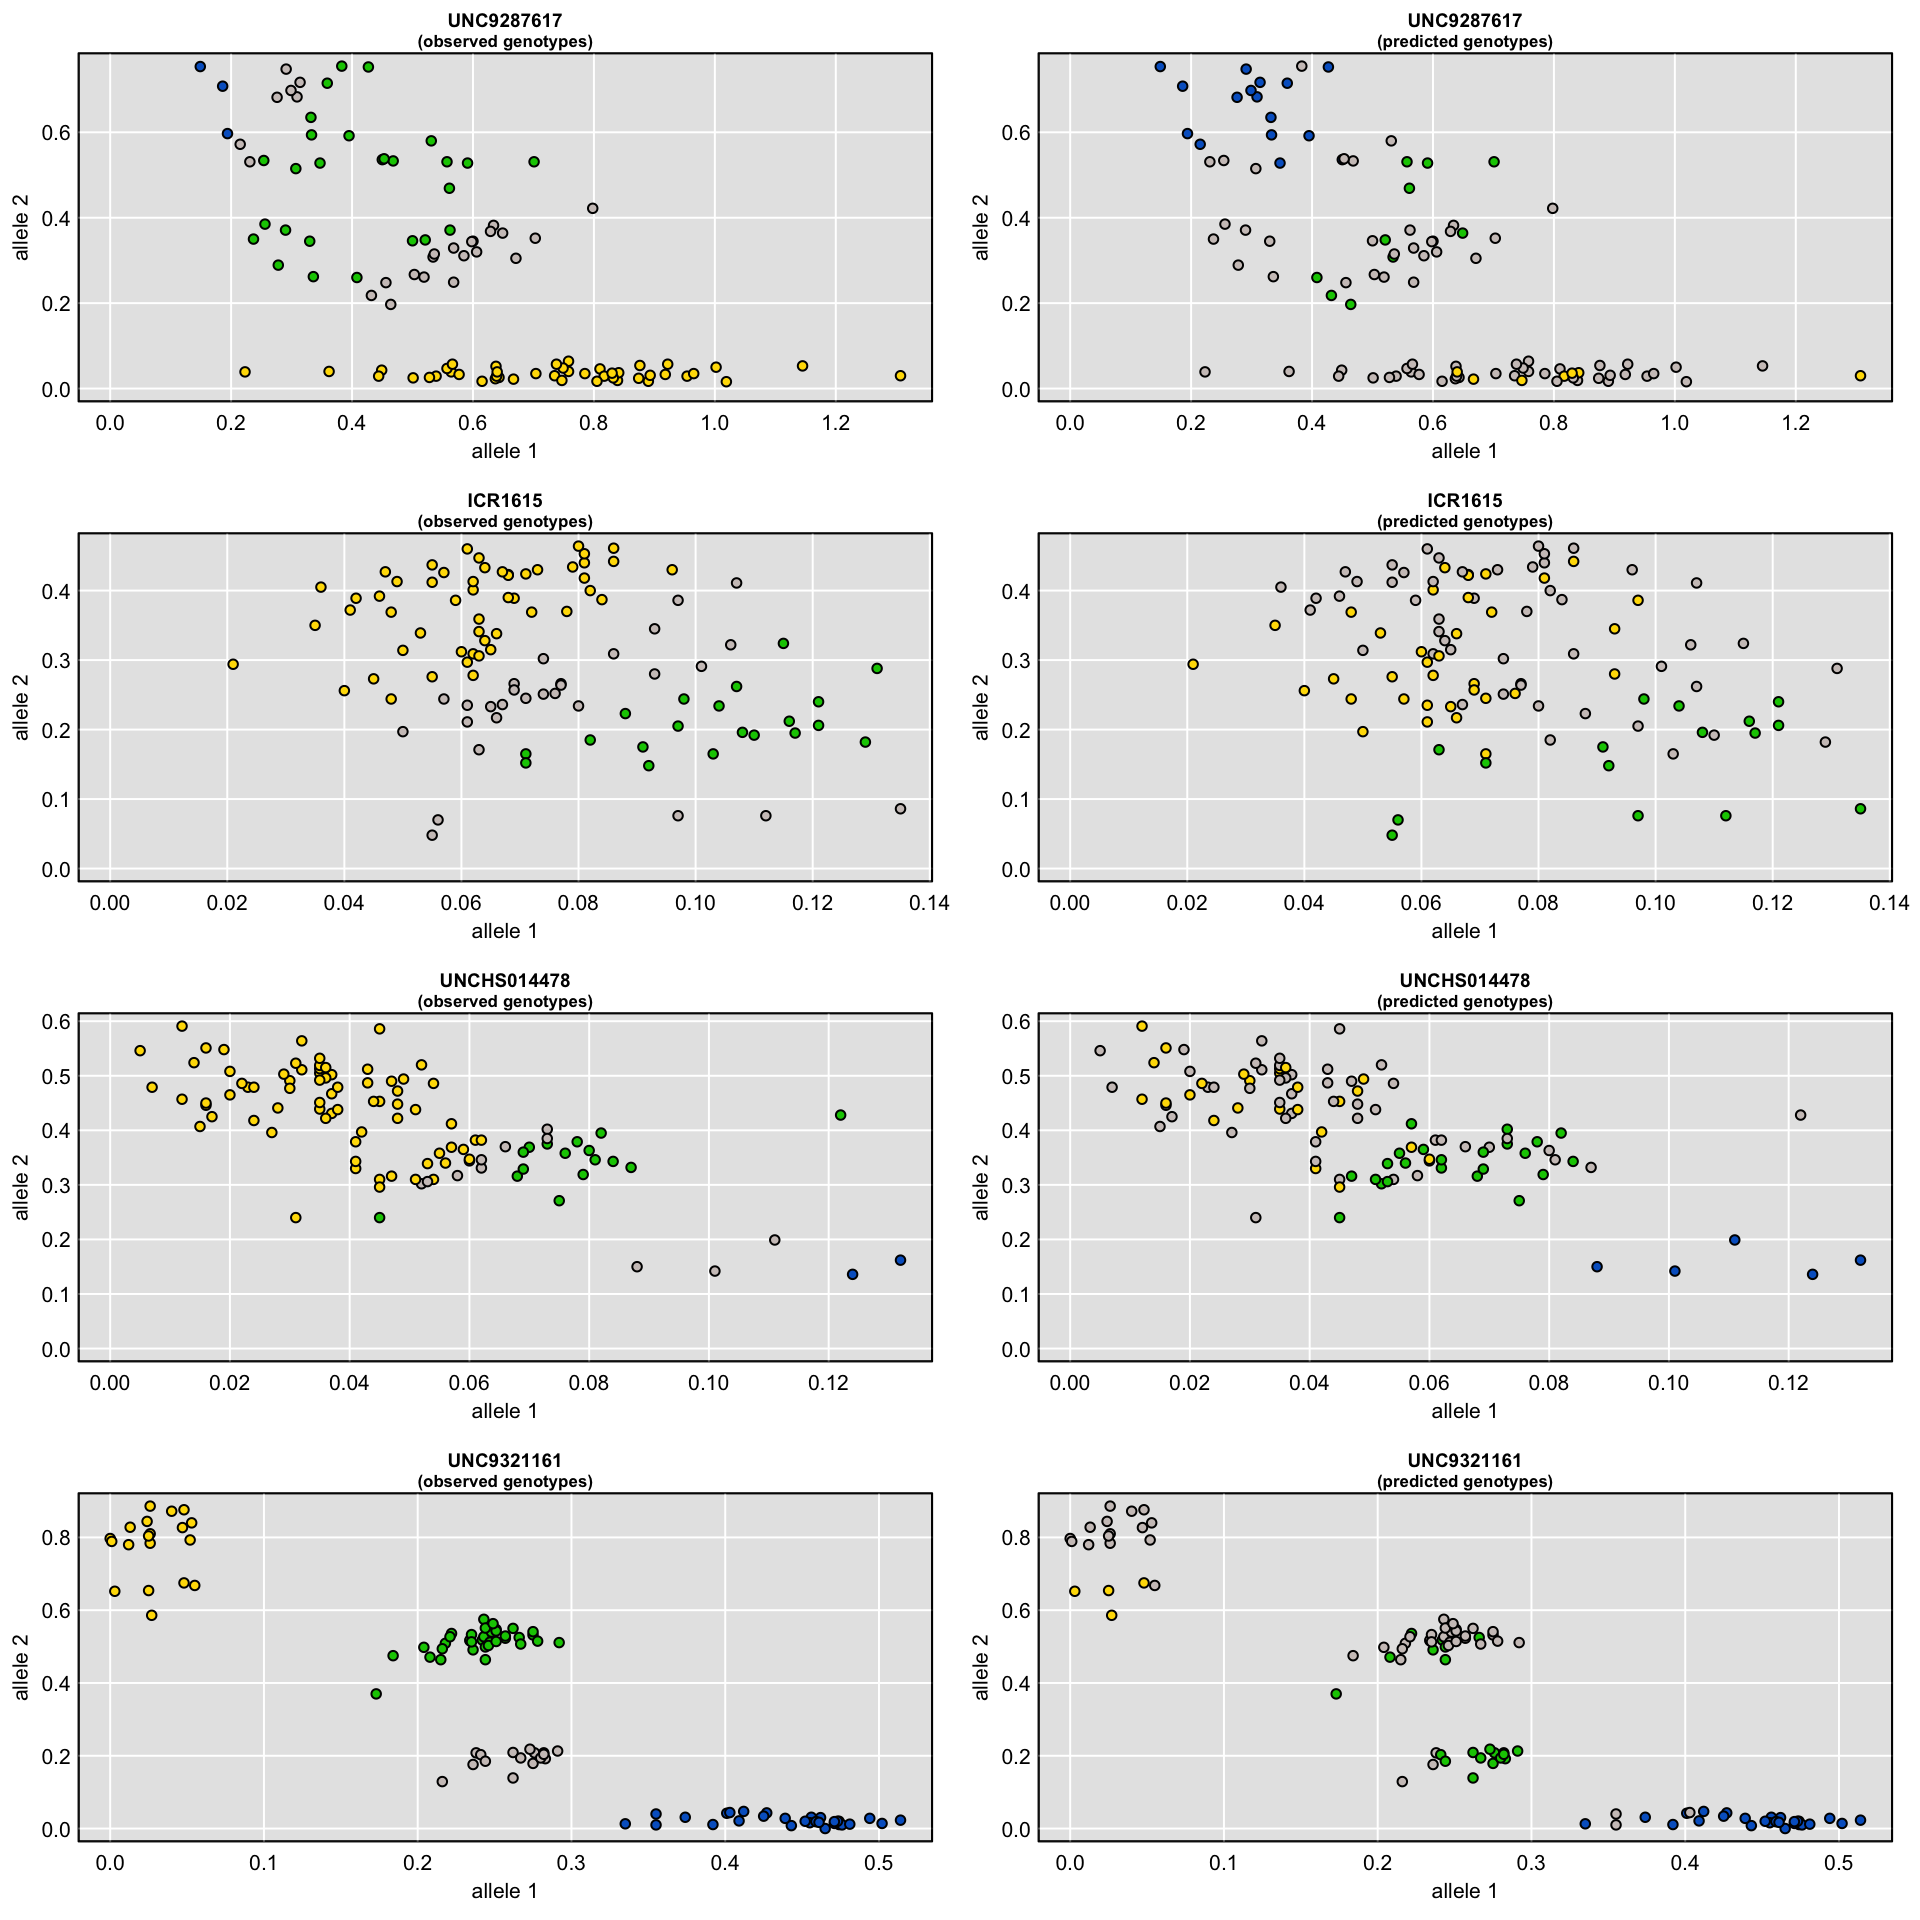 UNC9287617
(observed genotypes)
allele 2
0.6
0.4
0.2
0.0
0.0 0.2 0.4 0.6 0.8 1.0 1.2
allele 1
UNC9287617
(predicted genotypes)
allele 2
0.6
0.4
0.2
0.0
0.0 0.2 0.4 0.6 0.8 1.0 1.2
allele 1
ICR1615
(observed genotypes)
allele 2
0.4
0.3
0.2
0.1
0.0
0.00 0.02 0.04 0.06 0.08 0.10 0.12 0.14
allele 1
ICR1615
(predicted genotypes)
allele 2
0.4
0.3
0.2
0.1
0.0
0.00 0.02 0.04 0.06 0.08 0.10 0.12 0.14
allele 1
UNCHS014478
(observed genotypes)
allele 2
0.6
0.5
0.4
0.3
0.2
0.1
0.0
0.00 0.02 0.04 0.06 0.08 0.10 0.12
allele 1
UNCHS014478
(predicted genotypes)
allele 2
0.6
0.5
0.4
0.3
0.2
0.1
0.0
0.00 0.02 0.04 0.06 0.08 0.10 0.12
allele 1
UNC9321161
(observed genotypes)
allele 2
0.8
0.6
0.4
0.2
0.0
0.0 0.1 0.2 0.3 0.4 0.5
allele 1
UNC9321161
(predicted genotypes)
allele 2
0.8
0.6
0.4
0.2
0.0
0.0 0.1 0.2 0.3 0.4 0.5
allele 1